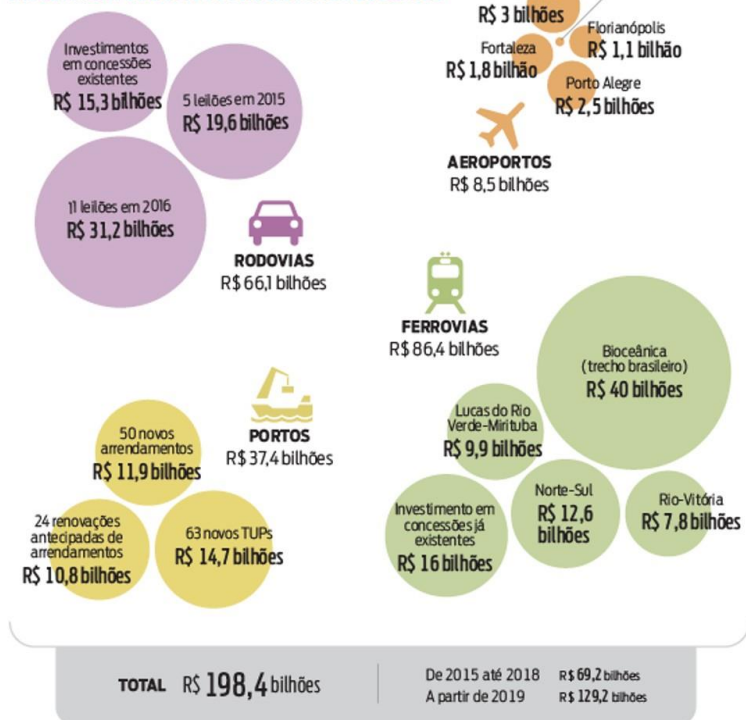 R$ 3 bilhões
Florianópolis
R$ 1,1 bilhão
Fortaleza
R$ 1,8 bilhão
Porto Alegre
R$ 2,5 bilhões
AEROPORTOS
R$ 8,5 bilhões
Investimentos
em concessões
existentes
R$ 15,3 bilhões
5 leilões em 2015
R$ 19,6 bilhões
11 leilões em 2016
R$ 31,2 bilhões
RODOVIAS
R$ 66,1 bilhões
FERROVIAS
R$ 86,4 bilhões
Bioceânica
(trecho brasileiro)
R$ 40 bilhões
Lucas do Rio
Verde-Mirituba
R$ 9,9 bilhões
Investimento em
concessões já
existentes
R$ 16 bilhões
Norte-Sul
R$ 12,6
bilhões
Rio-Vitória
R$ 7,8 bilhões
PORTOS
R$ 37,4 bilhões
50 novos
arrendamentos
R$ 11,9 bilhões
24 renovações
antecipadas de
arrendamentos
R$ 10,8 bilhões
63 novos TUPs
R$ 14,7 bilhões
TOTAL R$ 198,4 bilhões
De 2015 até 2018 R$ 69,2 bilhões
A partir de 2019 R$ 129,2 bilhões